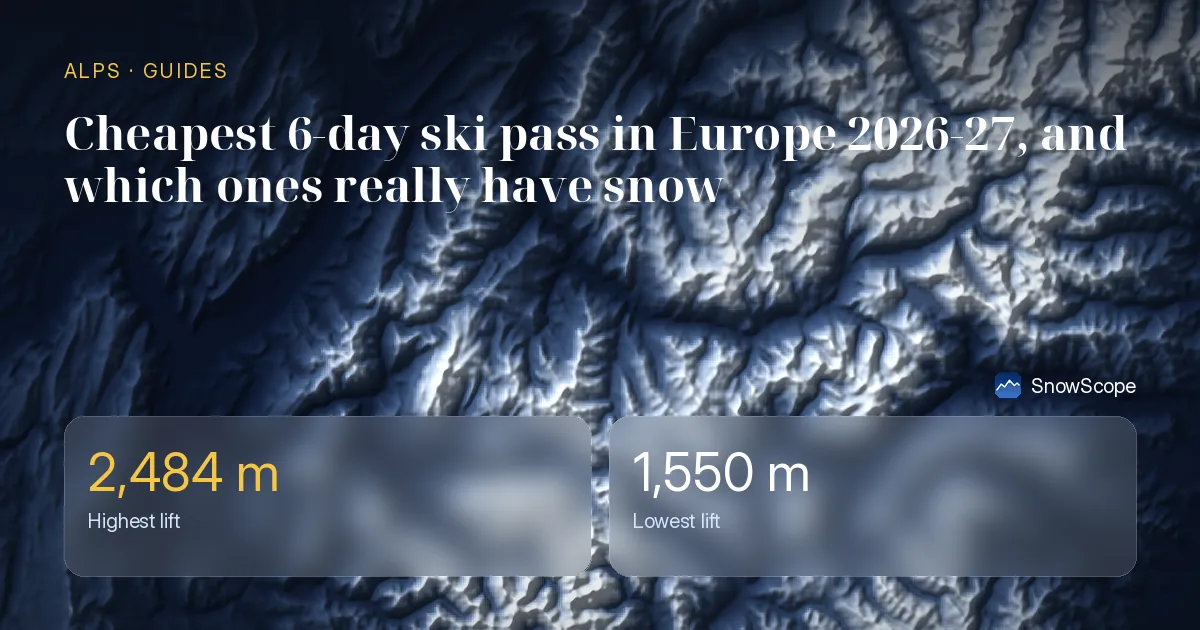 ALPS · GUIDES
Cheapest 6-day ski pass in Europe 2026-27, and
which ones really have snow
SnowScope
2,484 m
Highest lift
1,550 m
Lowest lift